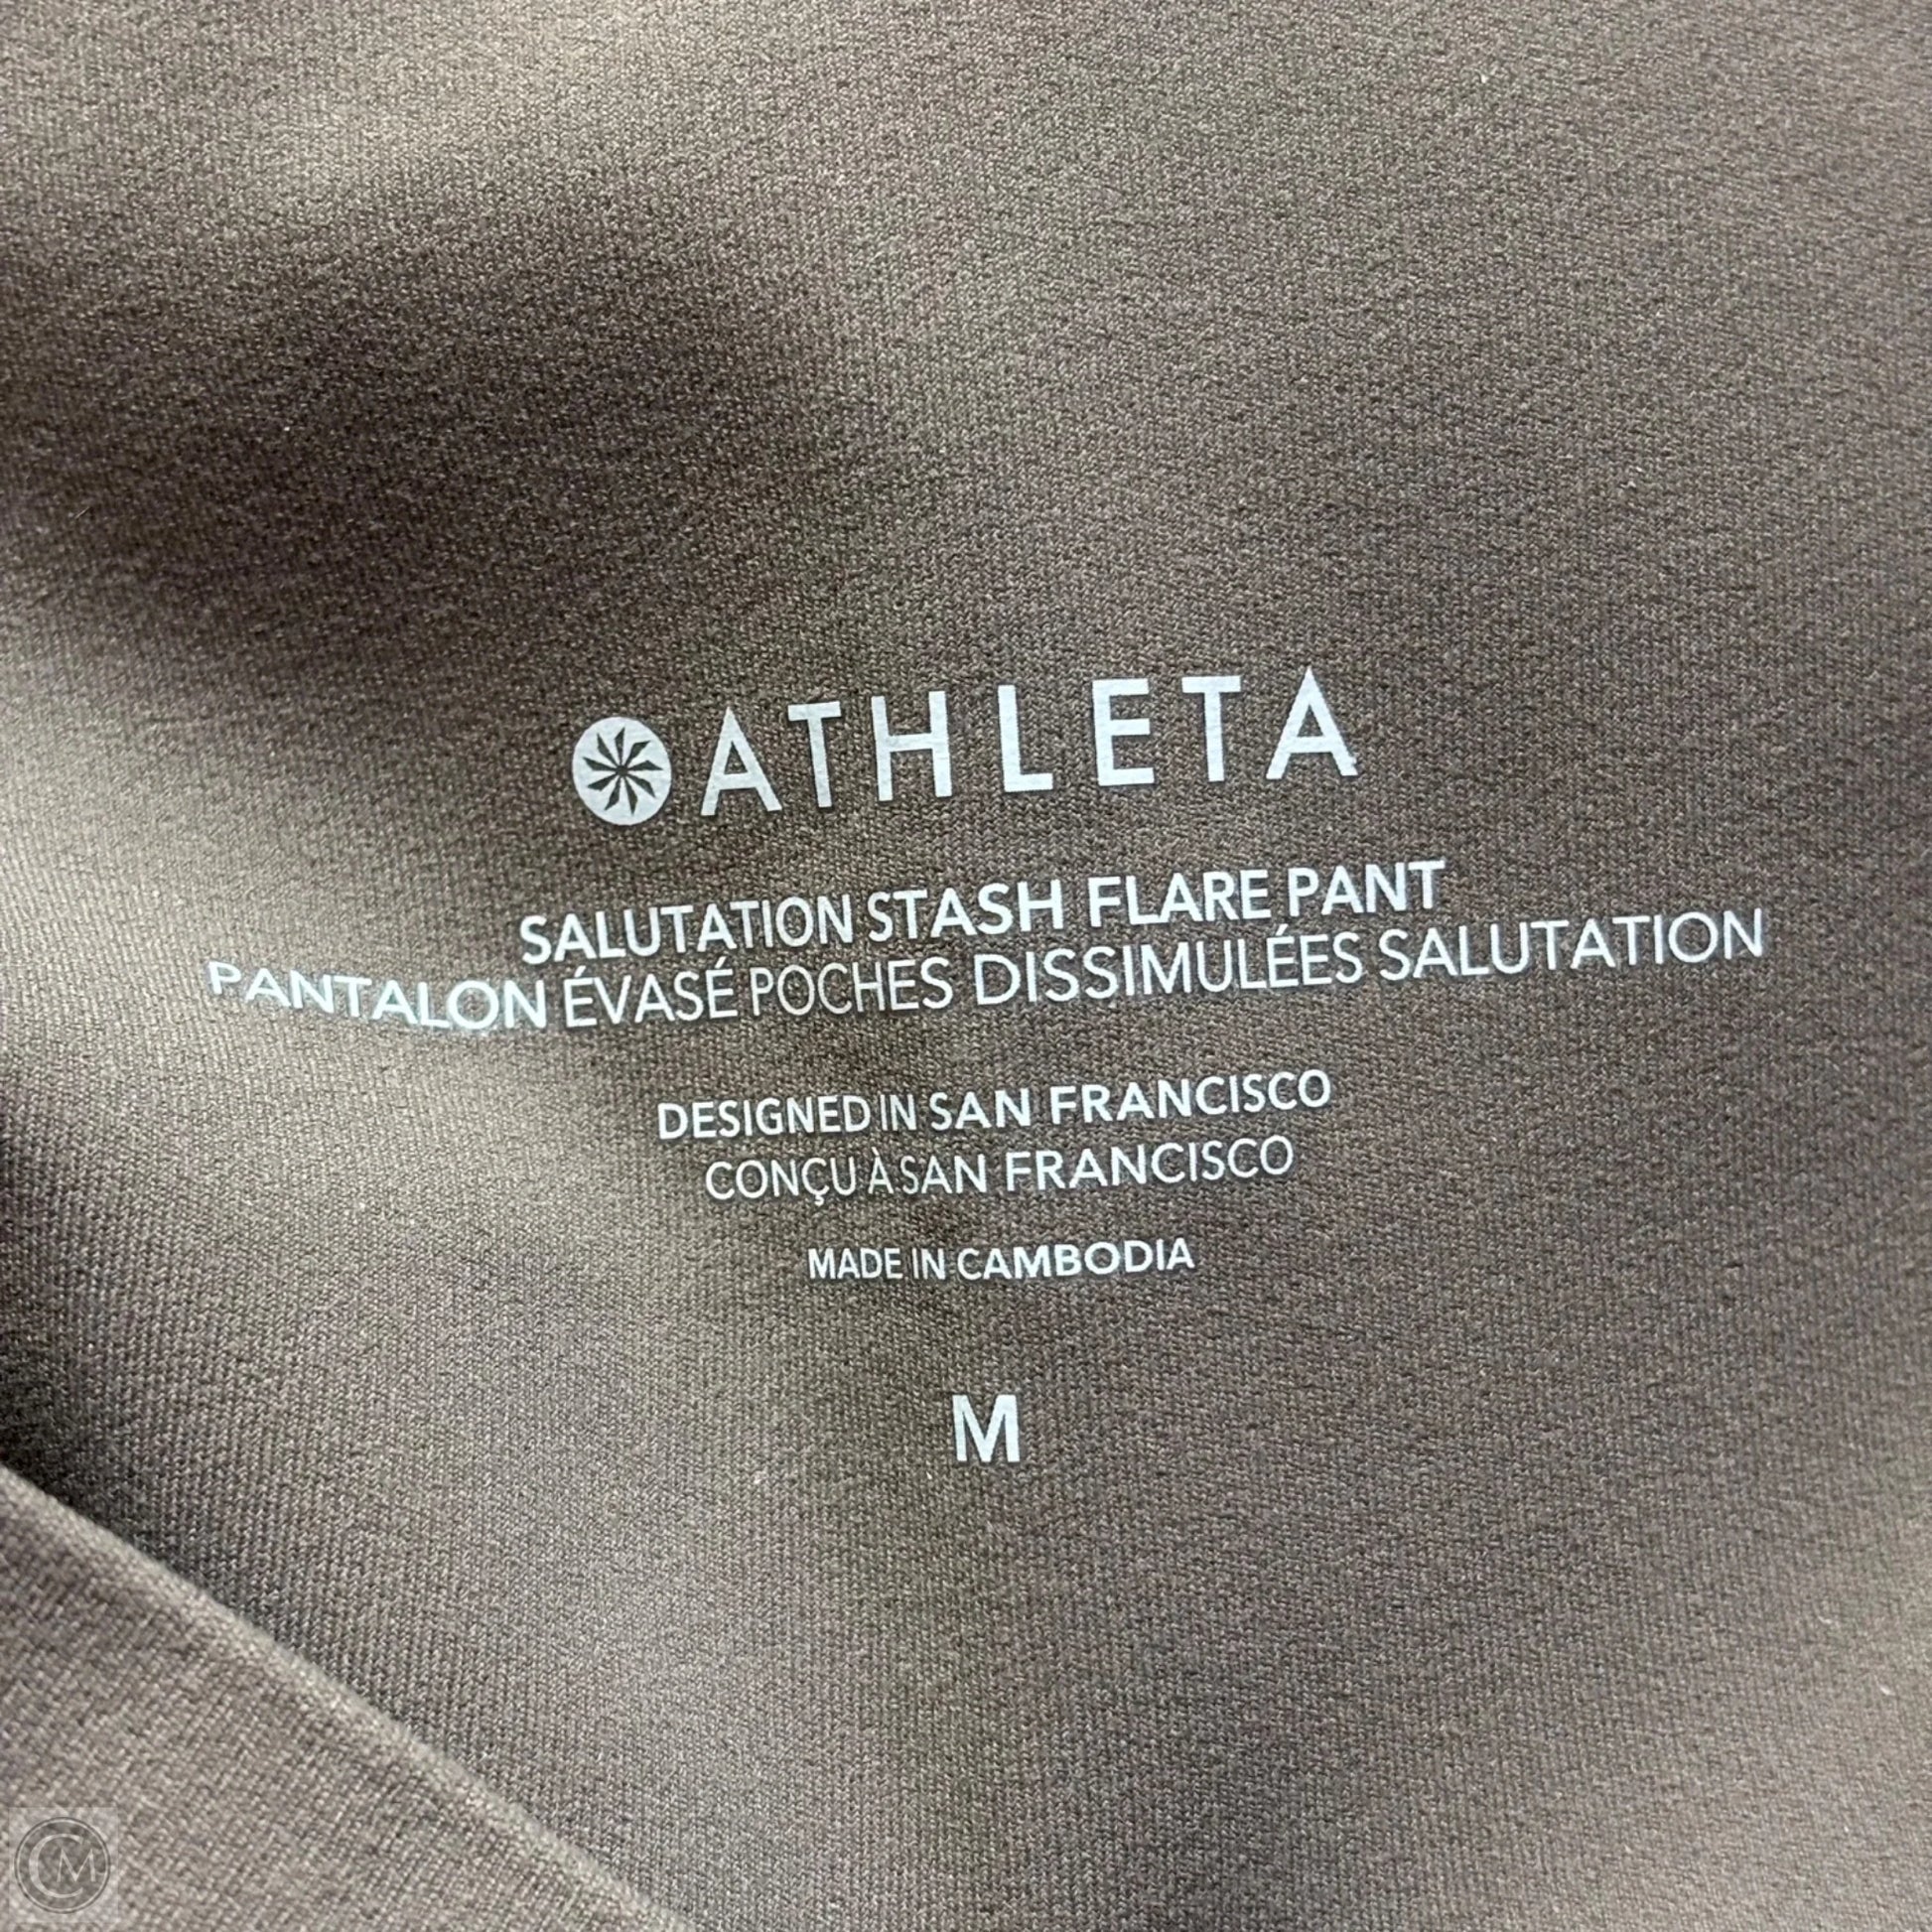 ATHLETA
SALUTATION STASH FLARE PANT
PANTALON ÉVASÉ POCHES DISSIMULÉES SALUTATION
DESIGNED IN SAN FRANCISCO
CONÇU À SAN FRANCISCO
MADE IN CAMBODIA
M
CM